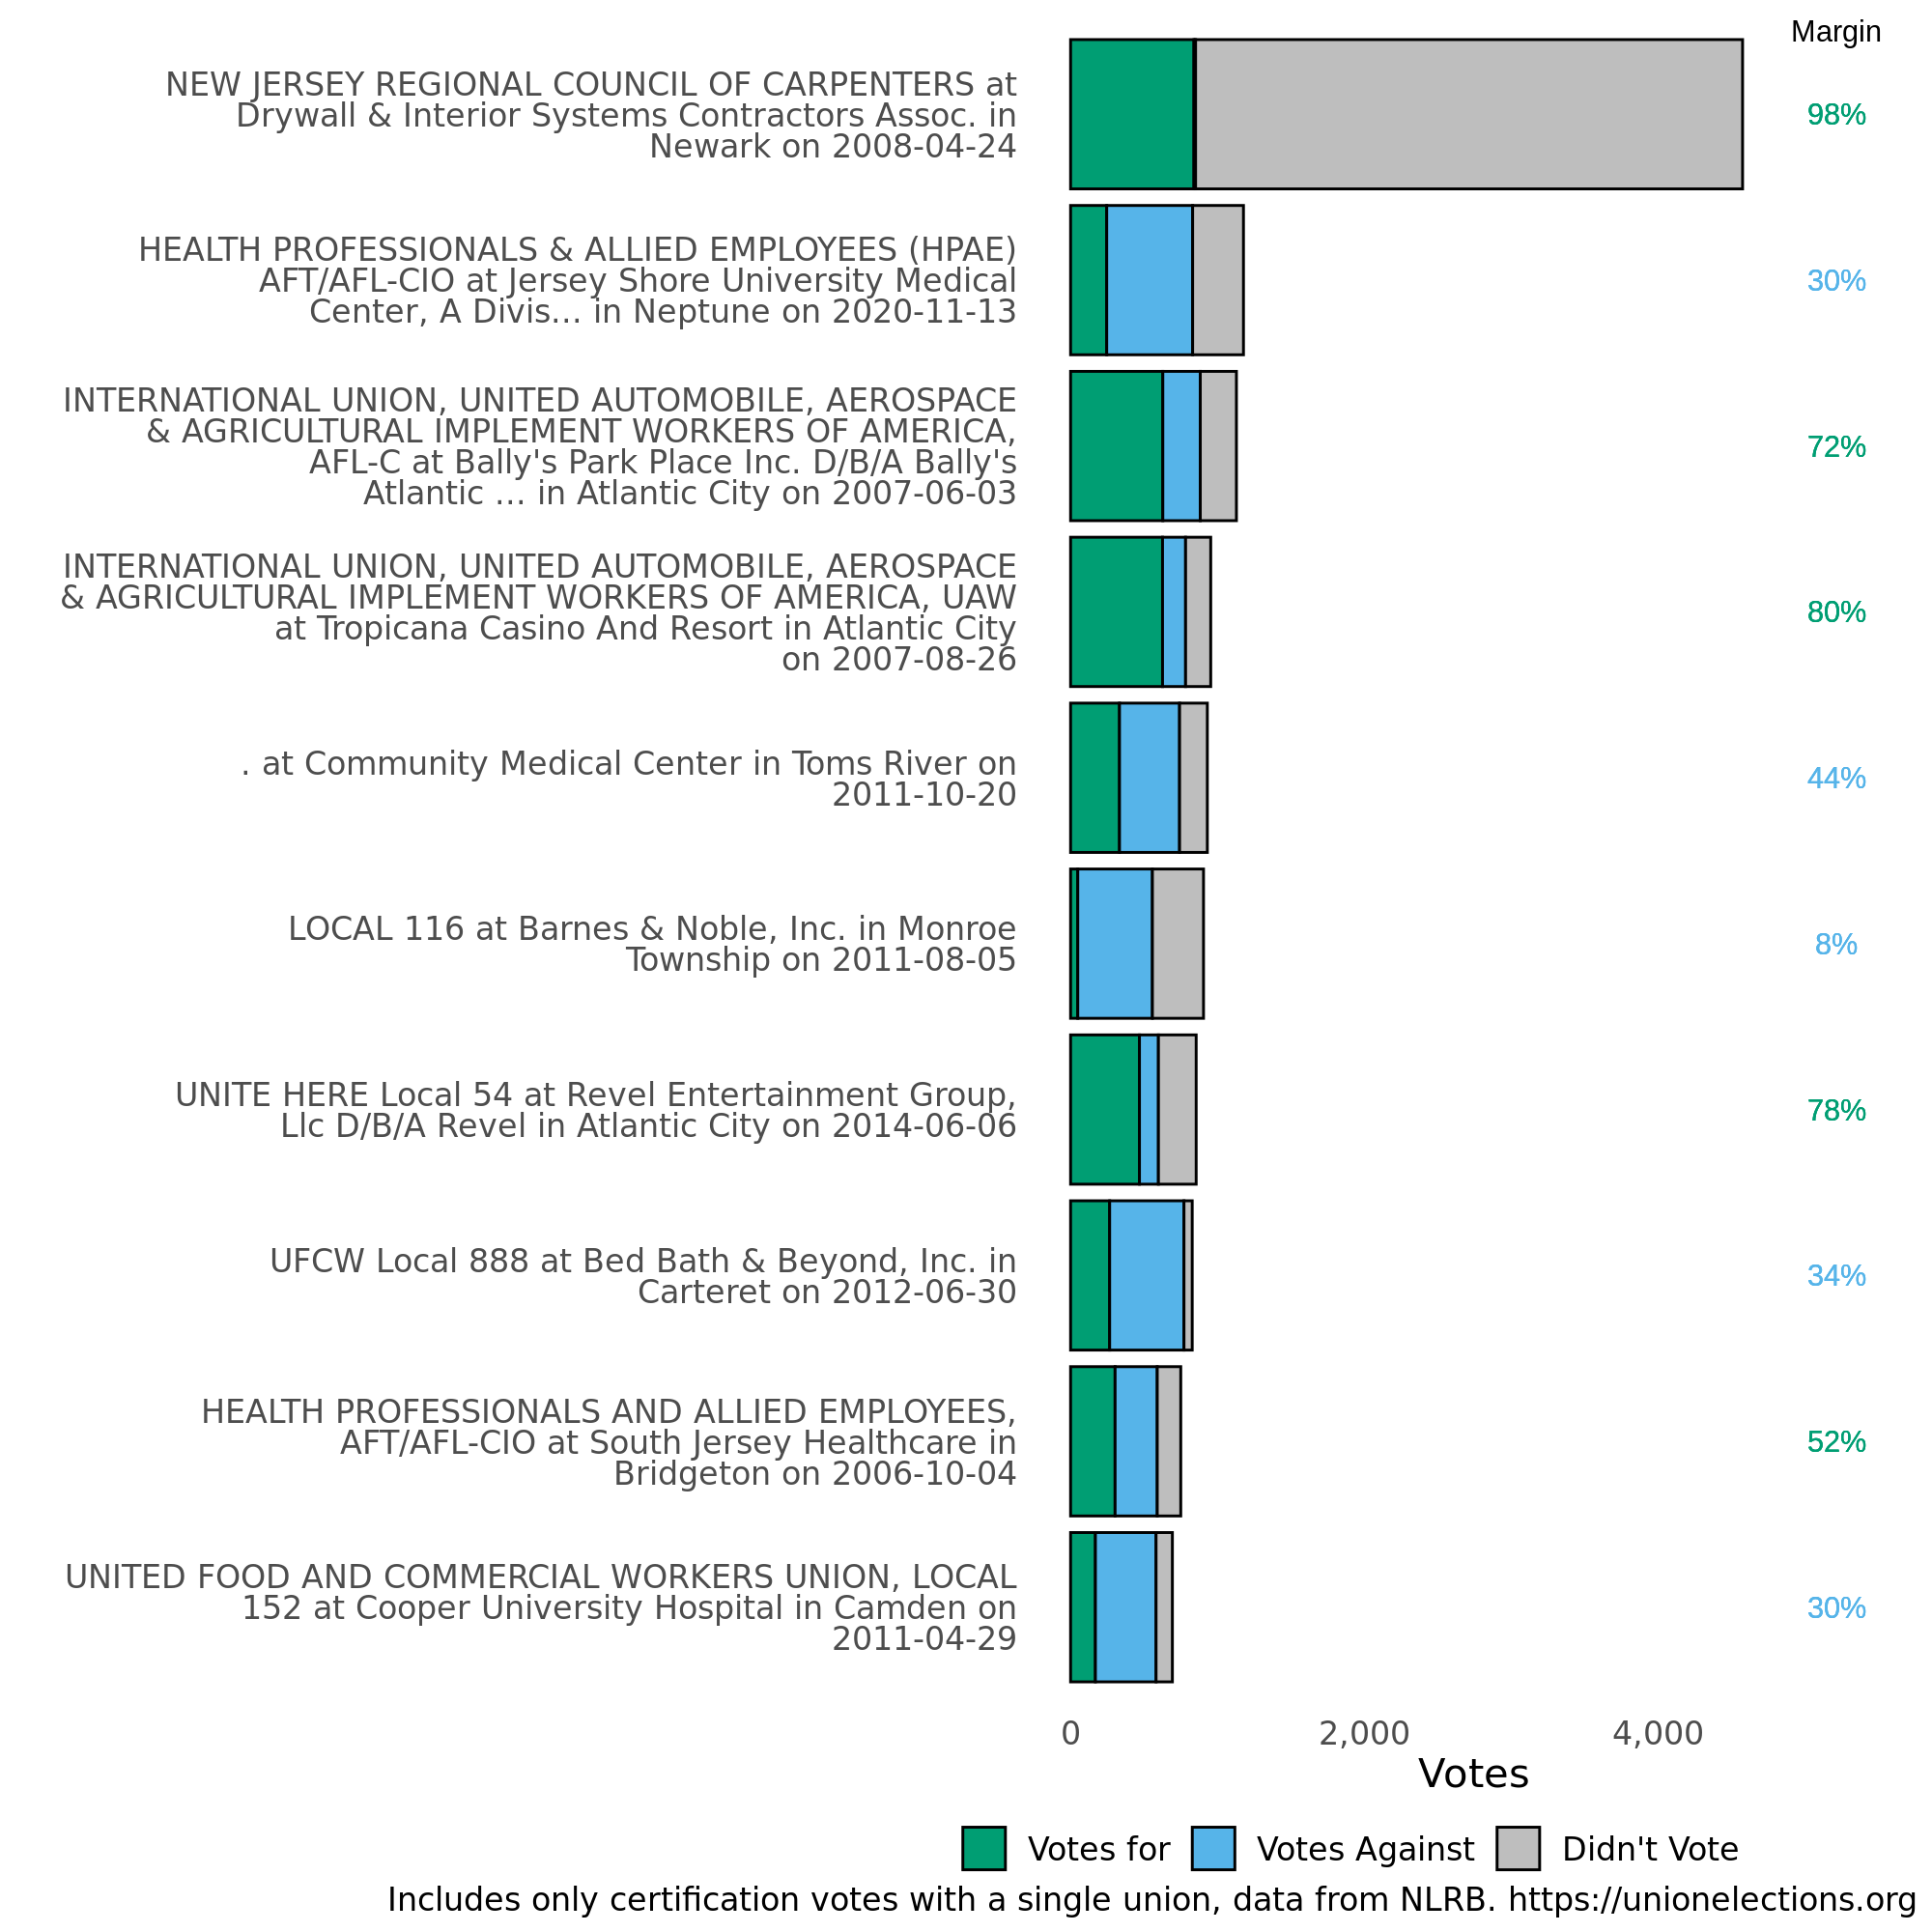 Margin
NEW JERSEY REGIONAL COUNCIL OF CARPENTERS at
Drywall & Interior Systems Contractors Assoc. in
Newark on 2008-04-24
98%
HEALTH PROFESSIONALS & ALLIED EMPLOYEES (HPAE)
AFT/AFL-CIO at Jersey Shore University Medical
Center, A Divis... in Neptune on 2020-11-13
30%
INTERNATIONAL UNION, UNITED AUTOMOBILE, AEROSPACE
& AGRICULTURAL IMPLEMENT WORKERS OF AMERICA,
AFL-C at Bally's Park Place Inc. D/B/A Bally's
Atlantic ... in Atlantic City on 2007-06-03
72%
INTERNATIONAL UNION, UNITED AUTOMOBILE, AEROSPACE
& AGRICULTURAL IMPLEMENT WORKERS OF AMERICA, UAW
at Tropicana Casino And Resort in Atlantic City
on 2007-08-26
80%
. at Community Medical Center in Toms River on
2011-10-20
44%
LOCAL 116 at Barnes & Noble, Inc. in Monroe
Township on 2011-08-05
8%
UNITE HERE Local 54 at Revel Entertainment Group,
Llc D/B/A Revel in Atlantic City on 2014-06-06
78%
UFCW Local 888 at Bed Bath & Beyond, Inc. in
Carteret on 2012-06-30
34%
HEALTH PROFESSIONALS AND ALLIED EMPLOYEES,
AFT/AFL-CIO at South Jersey Healthcare in
Bridgeton on 2006-10-04
52%
UNITED FOOD AND COMMERCIAL WORKERS UNION, LOCAL
152 at Cooper University Hospital in Camden on
2011-04-29
30%
0 2,000 4,000
Votes
Votes for Votes Against Didn't Vote
Includes only certification votes with a single union, data from NLRB. https://unionelections.org